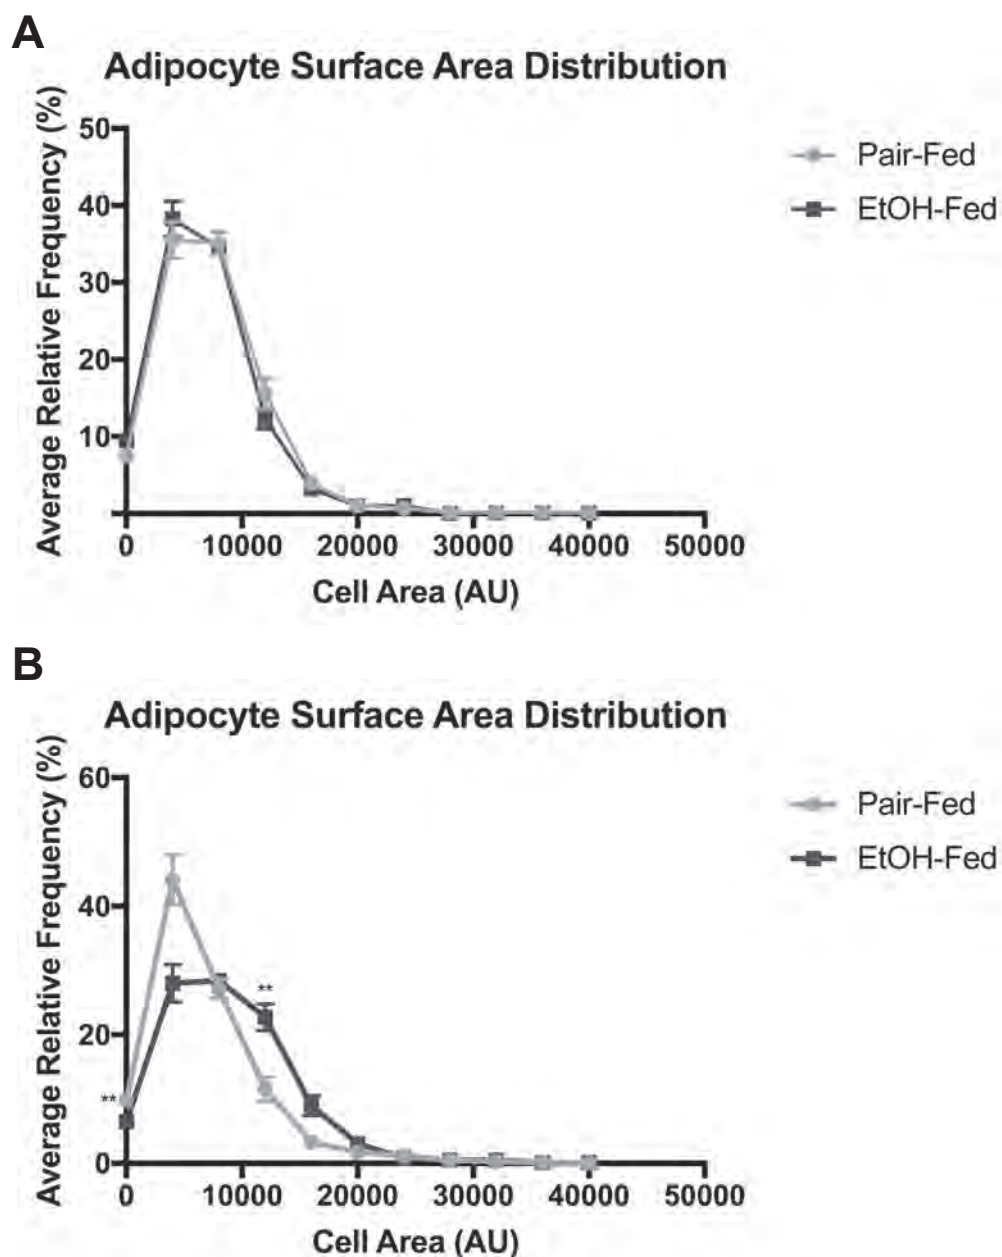 A
Adipocyte Surface Area Distribution
Average Relative Frequency (%)
50
40
30
20
10
0 10000 20000 30000 40000 50000
Cell Area (AU)
Pair-Fed
EtOH-Fed
B
Adipocyte Surface Area Distribution
Average Relative Frequency (%)
60
40
20
0
**
**
0 10000 20000 30000 40000 50000
Cell Area (AU)
Pair-Fed
EtOH-Fed